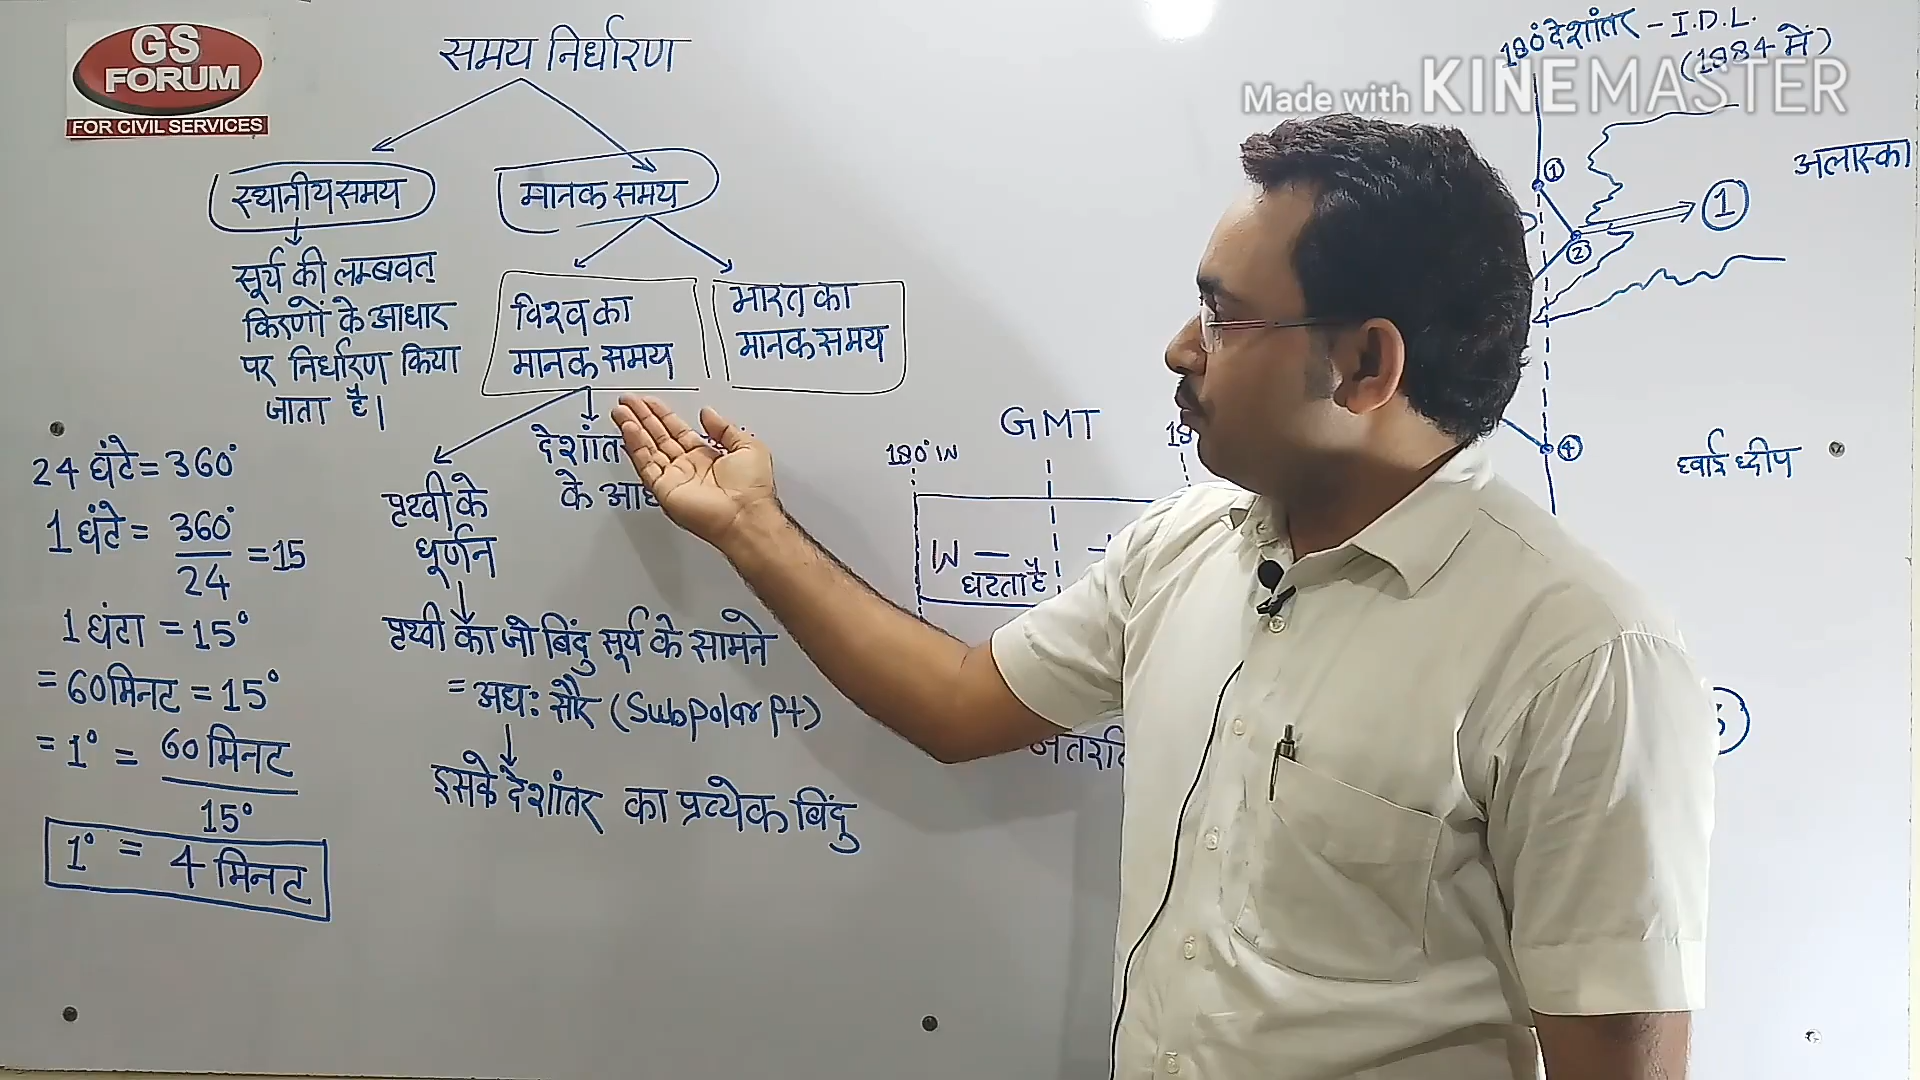 GS
FORUM
FOR CIVIL SERVICES
Made with KINEMASTER
समय निर्धारण
स्थानीय समय
मानक समय
सूर्य की लम्बवत्
किरणों के आधार
पर निर्धारण किया
जाता है।
विश्व का
मानक समय
भारत का
मानक समय
24 घंटे = 360°
1 घंटे = 360°
24
= 15
1 घंटा = 15°
= 60 मिनट = 15°
= 1° = 60 मिनट
15°
1° = 4 मिनट
के
पृथ्वी के
घूर्णन
पृथ्वी का जो बिंदु सूर्य के सामने
= अध: सौर (Subpolar Pt)
इसके देशांतर का प्रत्येक बिंदु
GMT
180° W
18
W –
घटता है
180° देशांतर – I.D.L.
(1884 में)
अलास्का
1
2
1
4
हवाई द्वीप